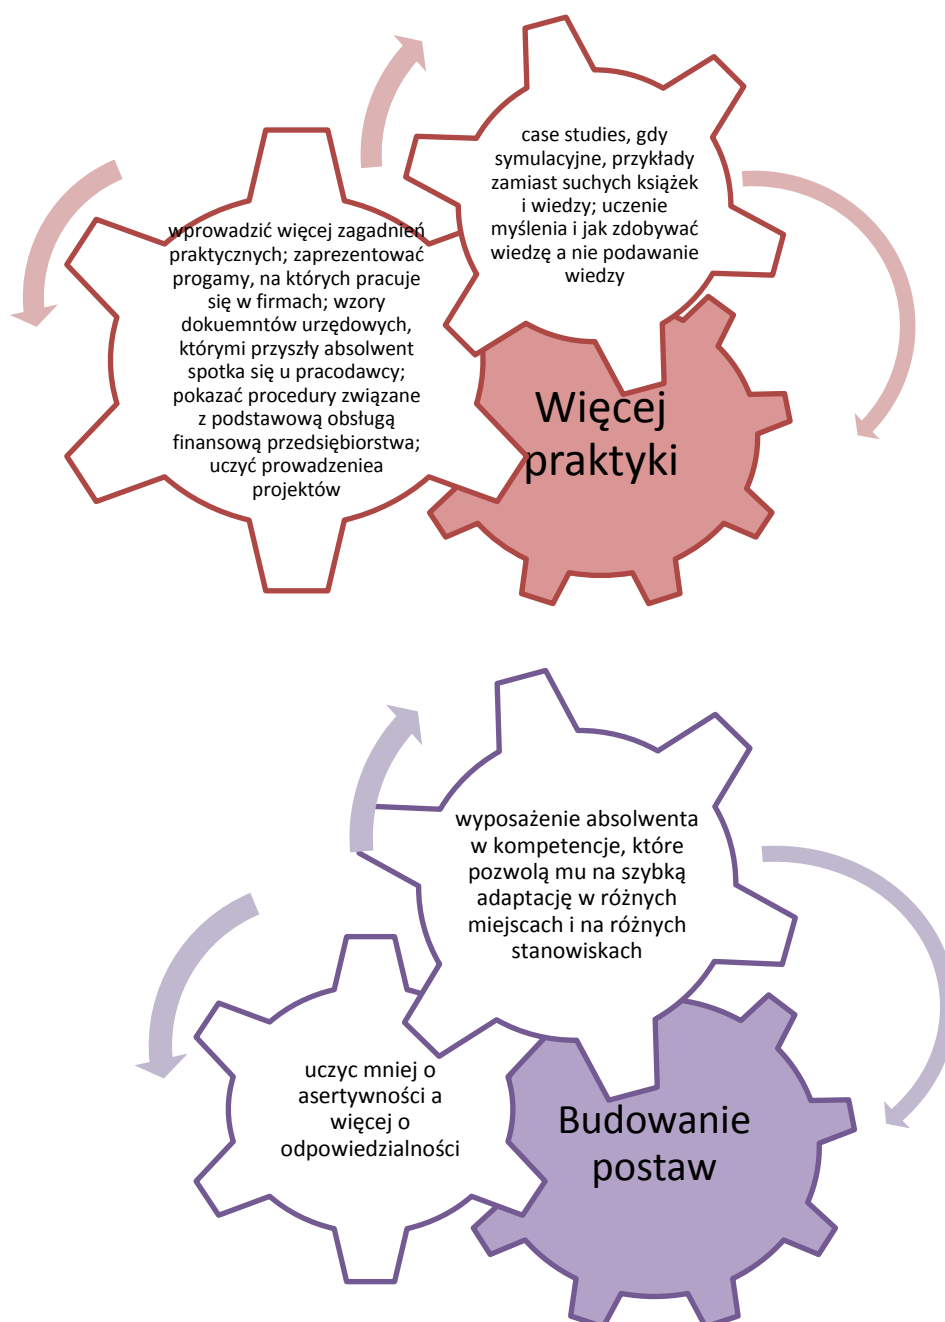 case studies, gdy
symulacyjne, przykłady
zamiast suchych książek
i wiedzy; uczenie
myślenia i jak zdobywać
wiedzę a nie podawanie
wiedzy
wprowadzić więcej zagadnień
praktycznych; zaprezentować
progamy, na których pracuje
się w firmach; wzory
dokuemntów urzędowych,
którymi przyszły absolwent
spotka się u pracodawcy;
pokazać procedury związane
z podstawową obsługą
finansową przedsiębiorstwa;
uczyć prowadzeniea
projektów
Więcej
praktyki
wyposażenie absolwenta
w kompetencje, które
pozwolą mu na szybką
adaptację w różnych
miejscach i na różnych
stanowiskach
uczyc mniej o
asertywności a
więcej o
odpowiedzialności
Budowanie
postaw